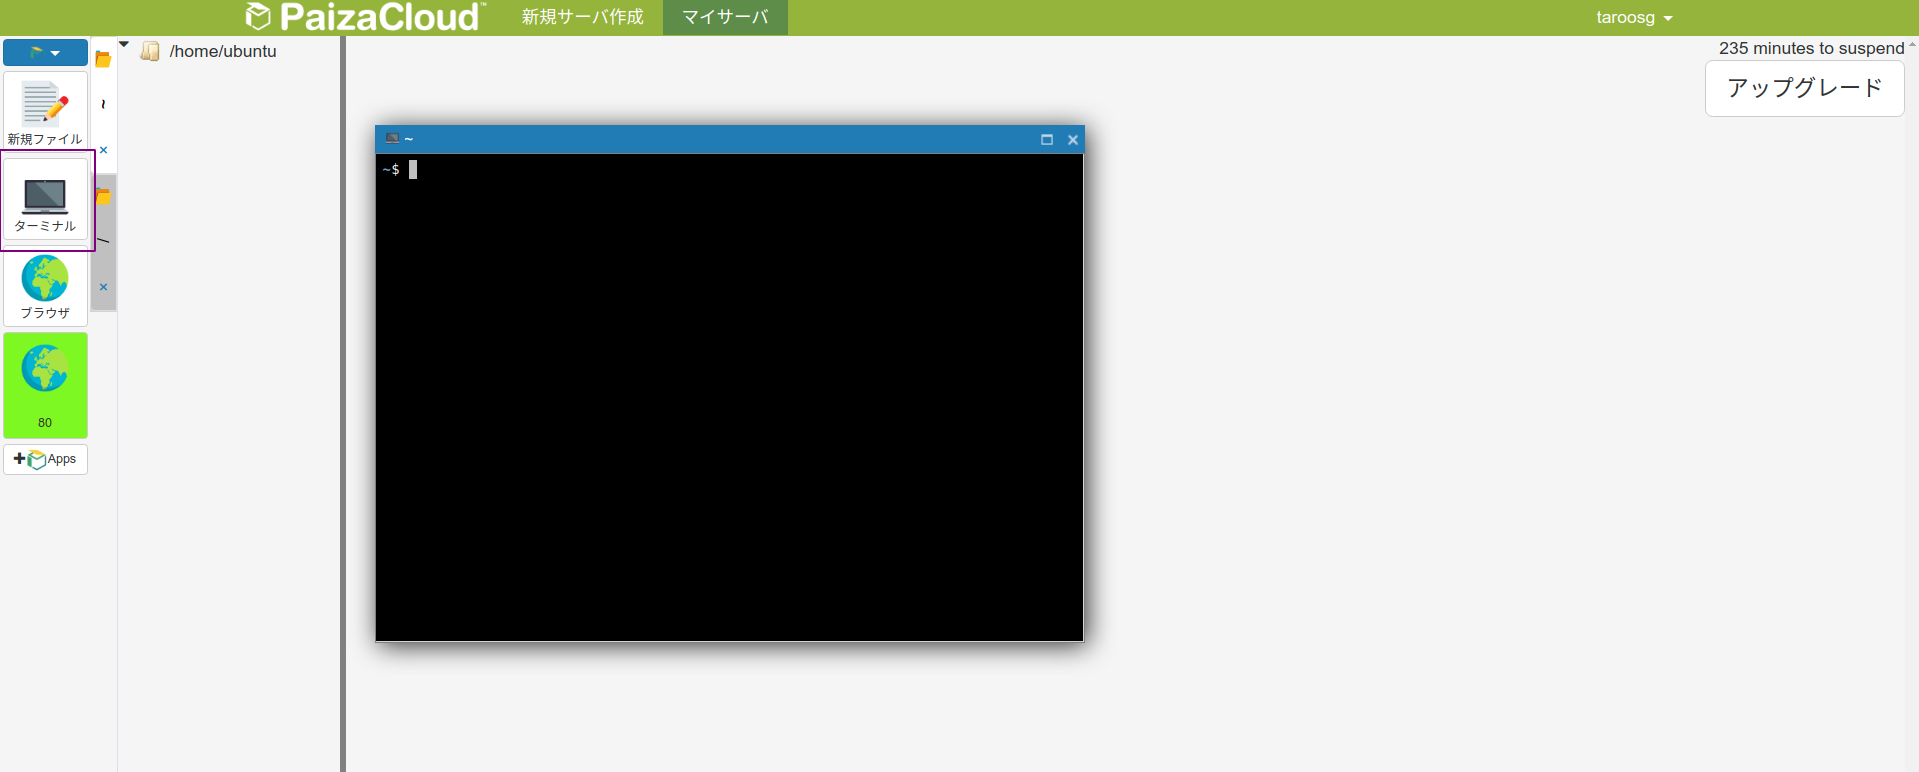 PaizaCloud™ 新規サーバ作成 マイサーバ taroosg
235 minutes to suspend
アップグレード
/home/ubuntu
新規ファイル
~
×
ターミナル
/
×
ブラウザ
80
+Apps
~
~$